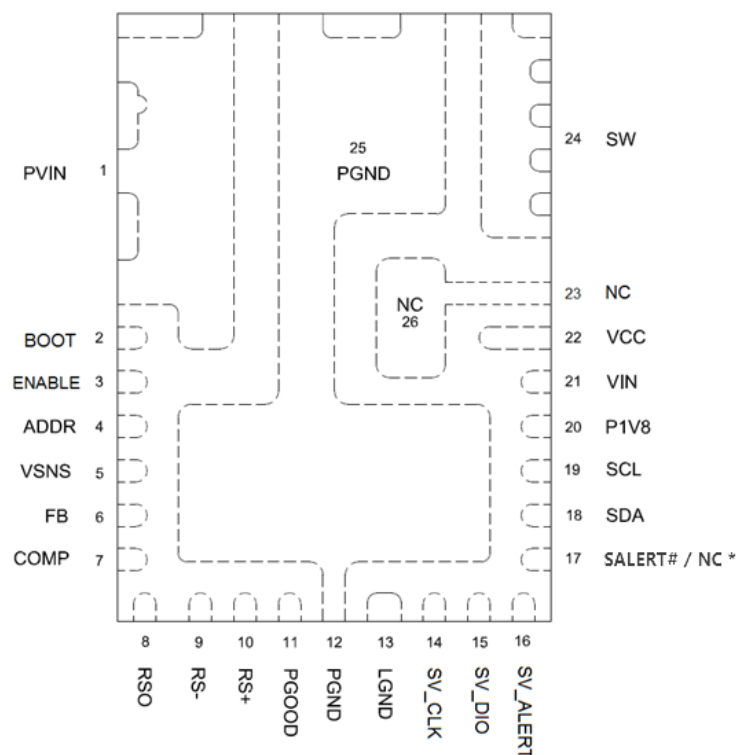 25
PGND
24 SW
PVIN 1
23 NC
NC
26
BOOT 2
22 VCC
ENABLE 3
21 VIN
ADDR 4
20 P1V8
VSNS 5
19 SCL
FB 6
18 SDA
COMP 7
17 SALERT# / NC *
8 9 10 11 12 13 14 15 16
RSO
RS-
RS+
PGOOD
PGND
LGND
SV_CLK
SV_DIO
SV_ALERT